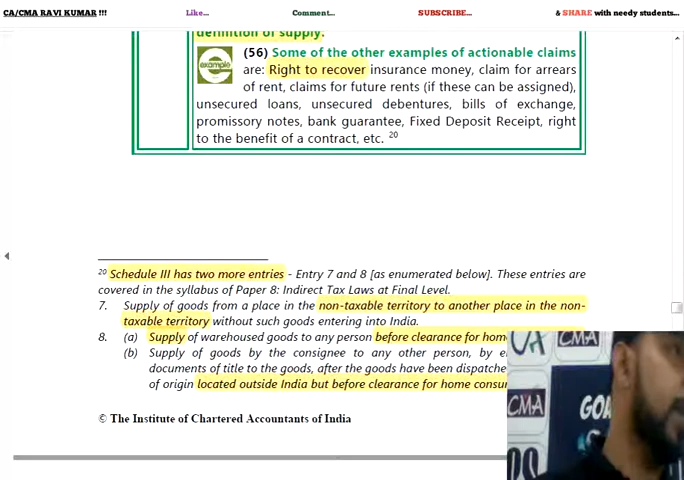 CA/CMA RAVI KUMAR !!! Like... Comment... SUBSCRIBE... & SHARE with needy students...
definition of supply.
example
(56) Some of the other examples of actionable claims
are: Right to recover insurance money, claim for arrears
of rent, claims for future rents (if these can be assigned),
unsecured loans, unsecured debentures, bills of exchange,
promissory notes, bank guarantee, Fixed Deposit Receipt, right
to the benefit of a contract, etc. 20
20 Schedule III has two more entries - Entry 7 and 8 [as enumerated below]. These entries are
covered in the syllabus of Paper 8: Indirect Tax Laws at Final Level.
7. Supply of goods from a place in the non-taxable territory to another place in the non-
taxable territory without such goods entering into India.
8. (a) Supply of warehoused goods to any person before clearance for
(b) Supply of goods by the consignee to any other person, by
documents of title to the goods, after the goods have been
of origin located outside India but before clearance for home
© The Institute of Chartered Accountants of India
CMA
CMA